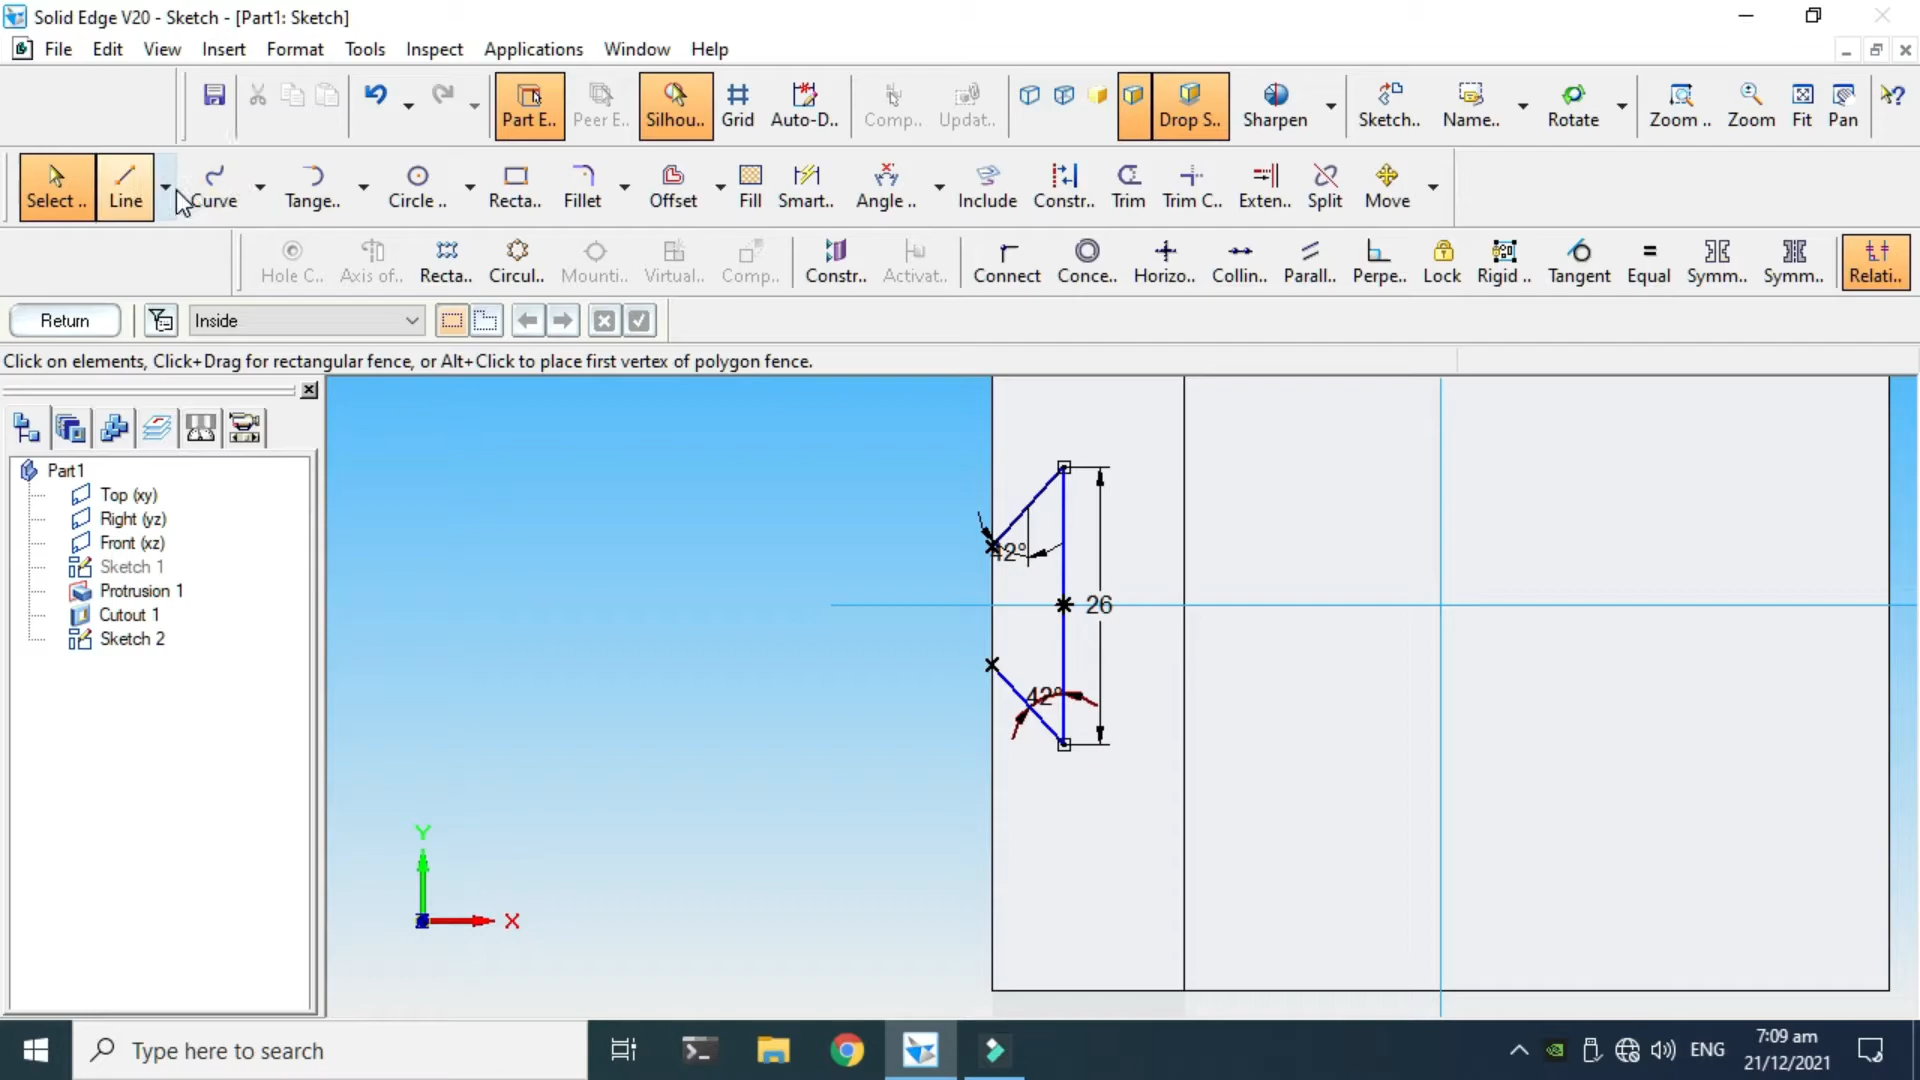 Solid Edge V20 - Sketch - [Part1: Sketch]
File Edit View Insert Format Tools Inspect Applications Window Help
Part E.. Peer E.. Silhou.. Grid Auto-D.. Comp.. Updat.. Drop S.. Sharpen Sketch.. Name.. Rotate Zoom .. Zoom Fit Pan
Select .. Line Curve Tange.. Circle .. Recta.. Fillet Offset Fill Smart.. Angle .. Include Constr.. Trim Trim C.. Exten.. Split Move
Hole C.. Axis of.. Recta.. Circul.. Mounti.. Virtual.. Comp.. Constr.. Activat.. Connect Conce.. Horizo.. Collin.. Parall.. Perpe.. Lock Rigid .. Tangent Equal Symm.. Symm.. Relati..
Return Inside
Click on elements, Click+Drag for rectangular fence, or Alt+Click to place first vertex of polygon fence.
Part1
Top (xy)
Right (yz)
Front (xz)
Sketch 1
Protrusion 1
Cutout 1
Sketch 2
42°
26
42°
Y
X
Type here to search
ENG
7:09 am
21/12/2021